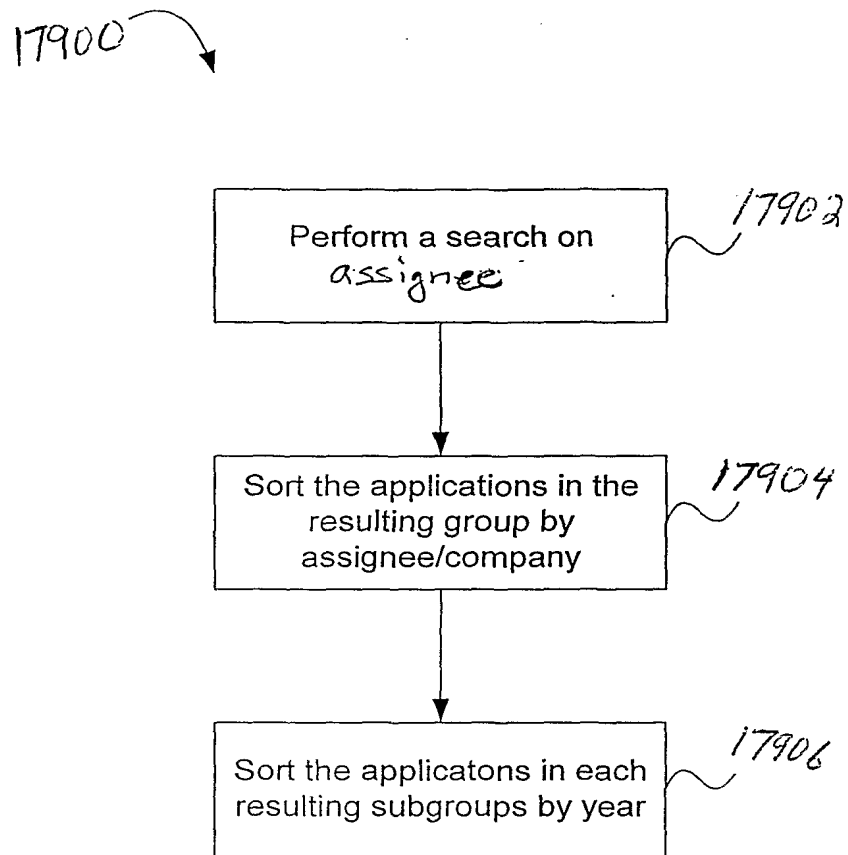 17900
Perform a search on
assignee
17902
Sort the applications in the
resulting group by
assignee/company
17904
Sort the applicatons in each
resulting subgroups by year
17906